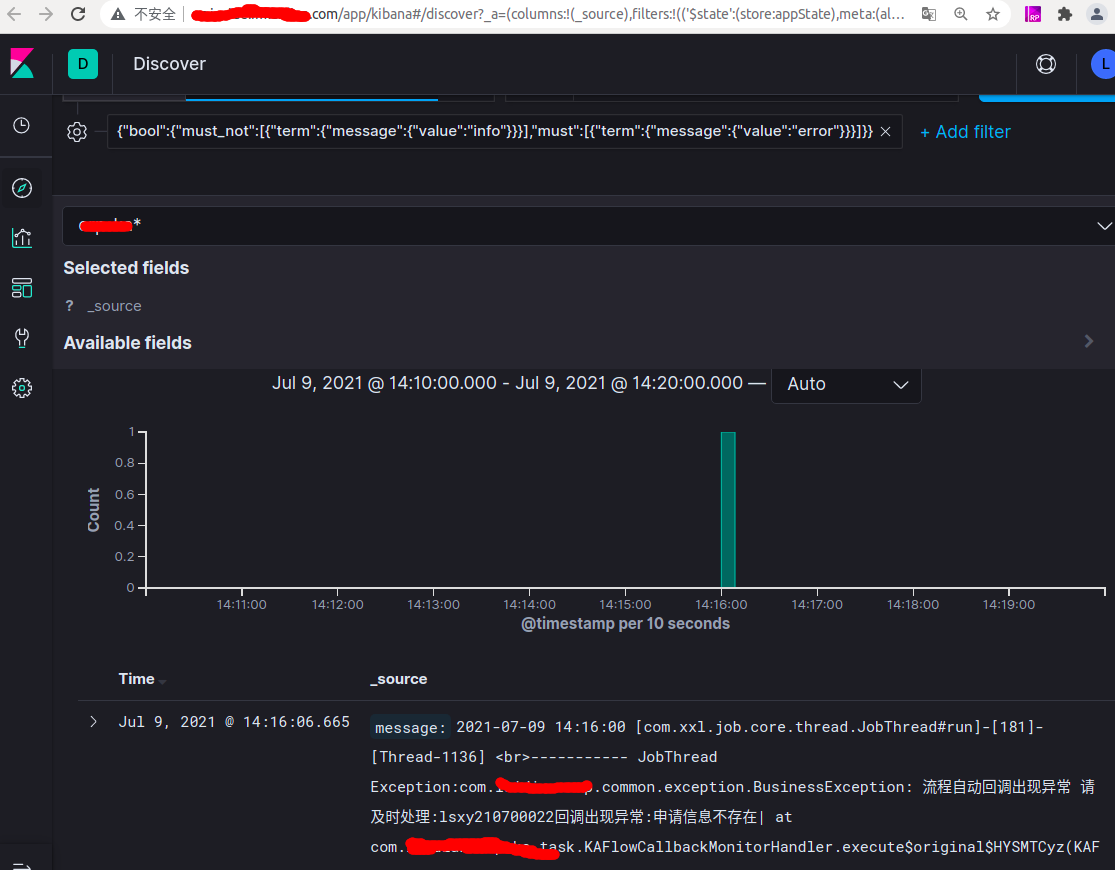 不安全 .com/app/kibana#/discover?_a=(columns:!(_source),filters:!(('$state':(store:appState),meta:(al...
RP
D Discover L
{"bool":{"must_not":[{"term":{"message":{"value":"info"}}}],"must":[{"term":{"message":{"value":"error"}}}]}} × + Add filter
*
Selected fields
? _source
Available fields
Jul 9, 2021 @ 14:10:00.000 - Jul 9, 2021 @ 14:20:00.000 — Auto
1
0.8
0.6
0.4
0.2
0
Count
14:11:00 14:12:00 14:13:00 14:14:00 14:15:00 14:16:00 14:17:00 14:18:00 14:19:00
@timestamp per 10 seconds
Time _source
Jul 9, 2021 @ 14:16:06.665 message: 2021-07-09 14:16:00 [com.xxl.job.core.thread.JobThread#run]-[181]-
[Thread-1136] <br>----------- JobThread
Exception:com. .common.exception.BusinessException: 流程自动回调出现异常 请
及时处理:lsxy210700022回调出现异常:申请信息不存在| at
com. task.KAFlowCallbackMonitorHandler.execute$original$HYSMTCyz(KAF